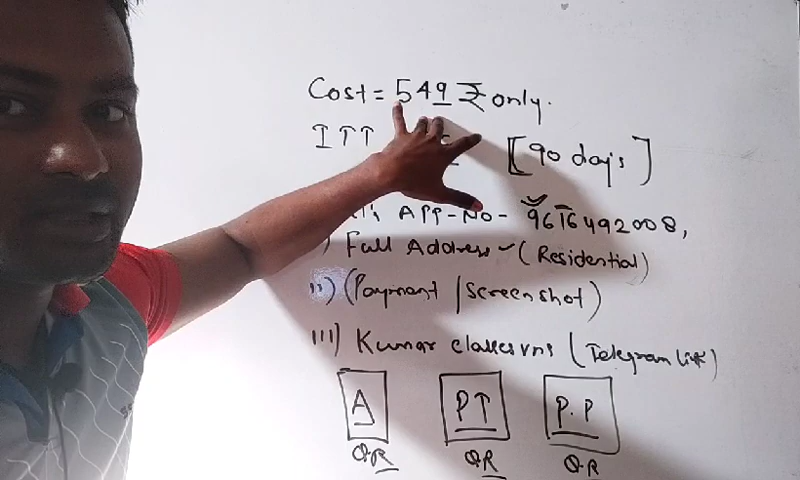 Cost = 549 ₹ only.
ITT [90 days]
APP-No- 9616492008,
) Full Address ✓ (Residential)
ii) (Payment / Screenshot)
iii) Kumar classes vns (Telegram link)
A PT P.P
QR QR QR